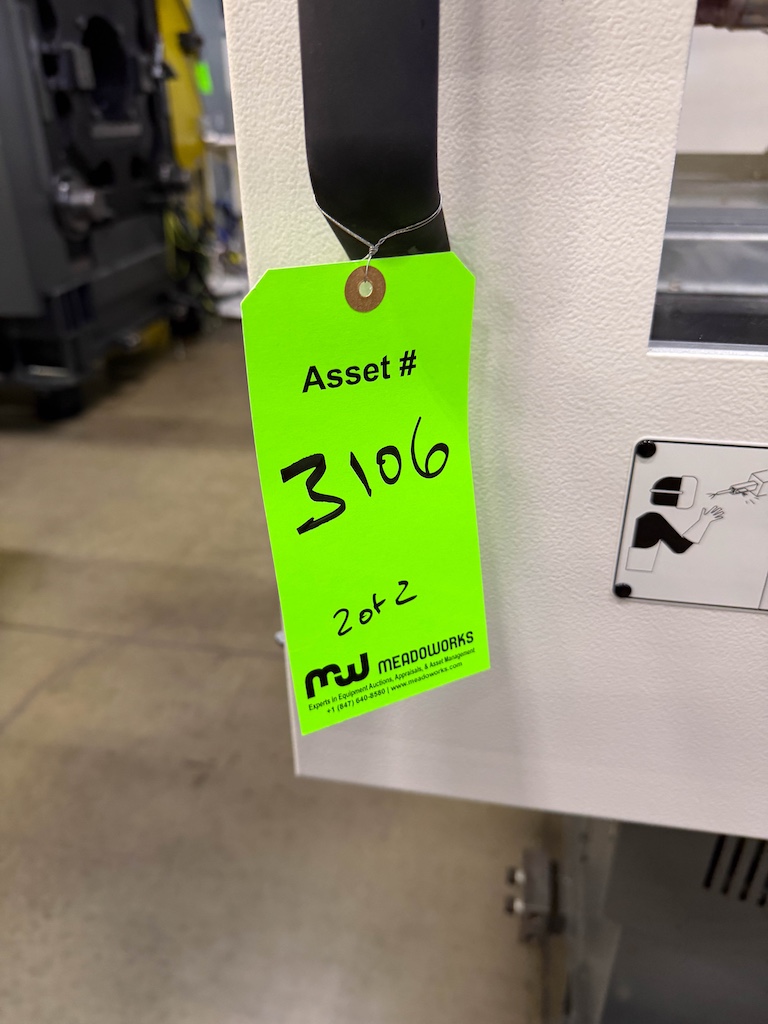 Asset #
3106
2 of 2
mw MEADOWORKS
Experts in Equipment Auctions, Appraisals, & Asset Management
+1 (847) 640-8580 | www.meadoworks.com